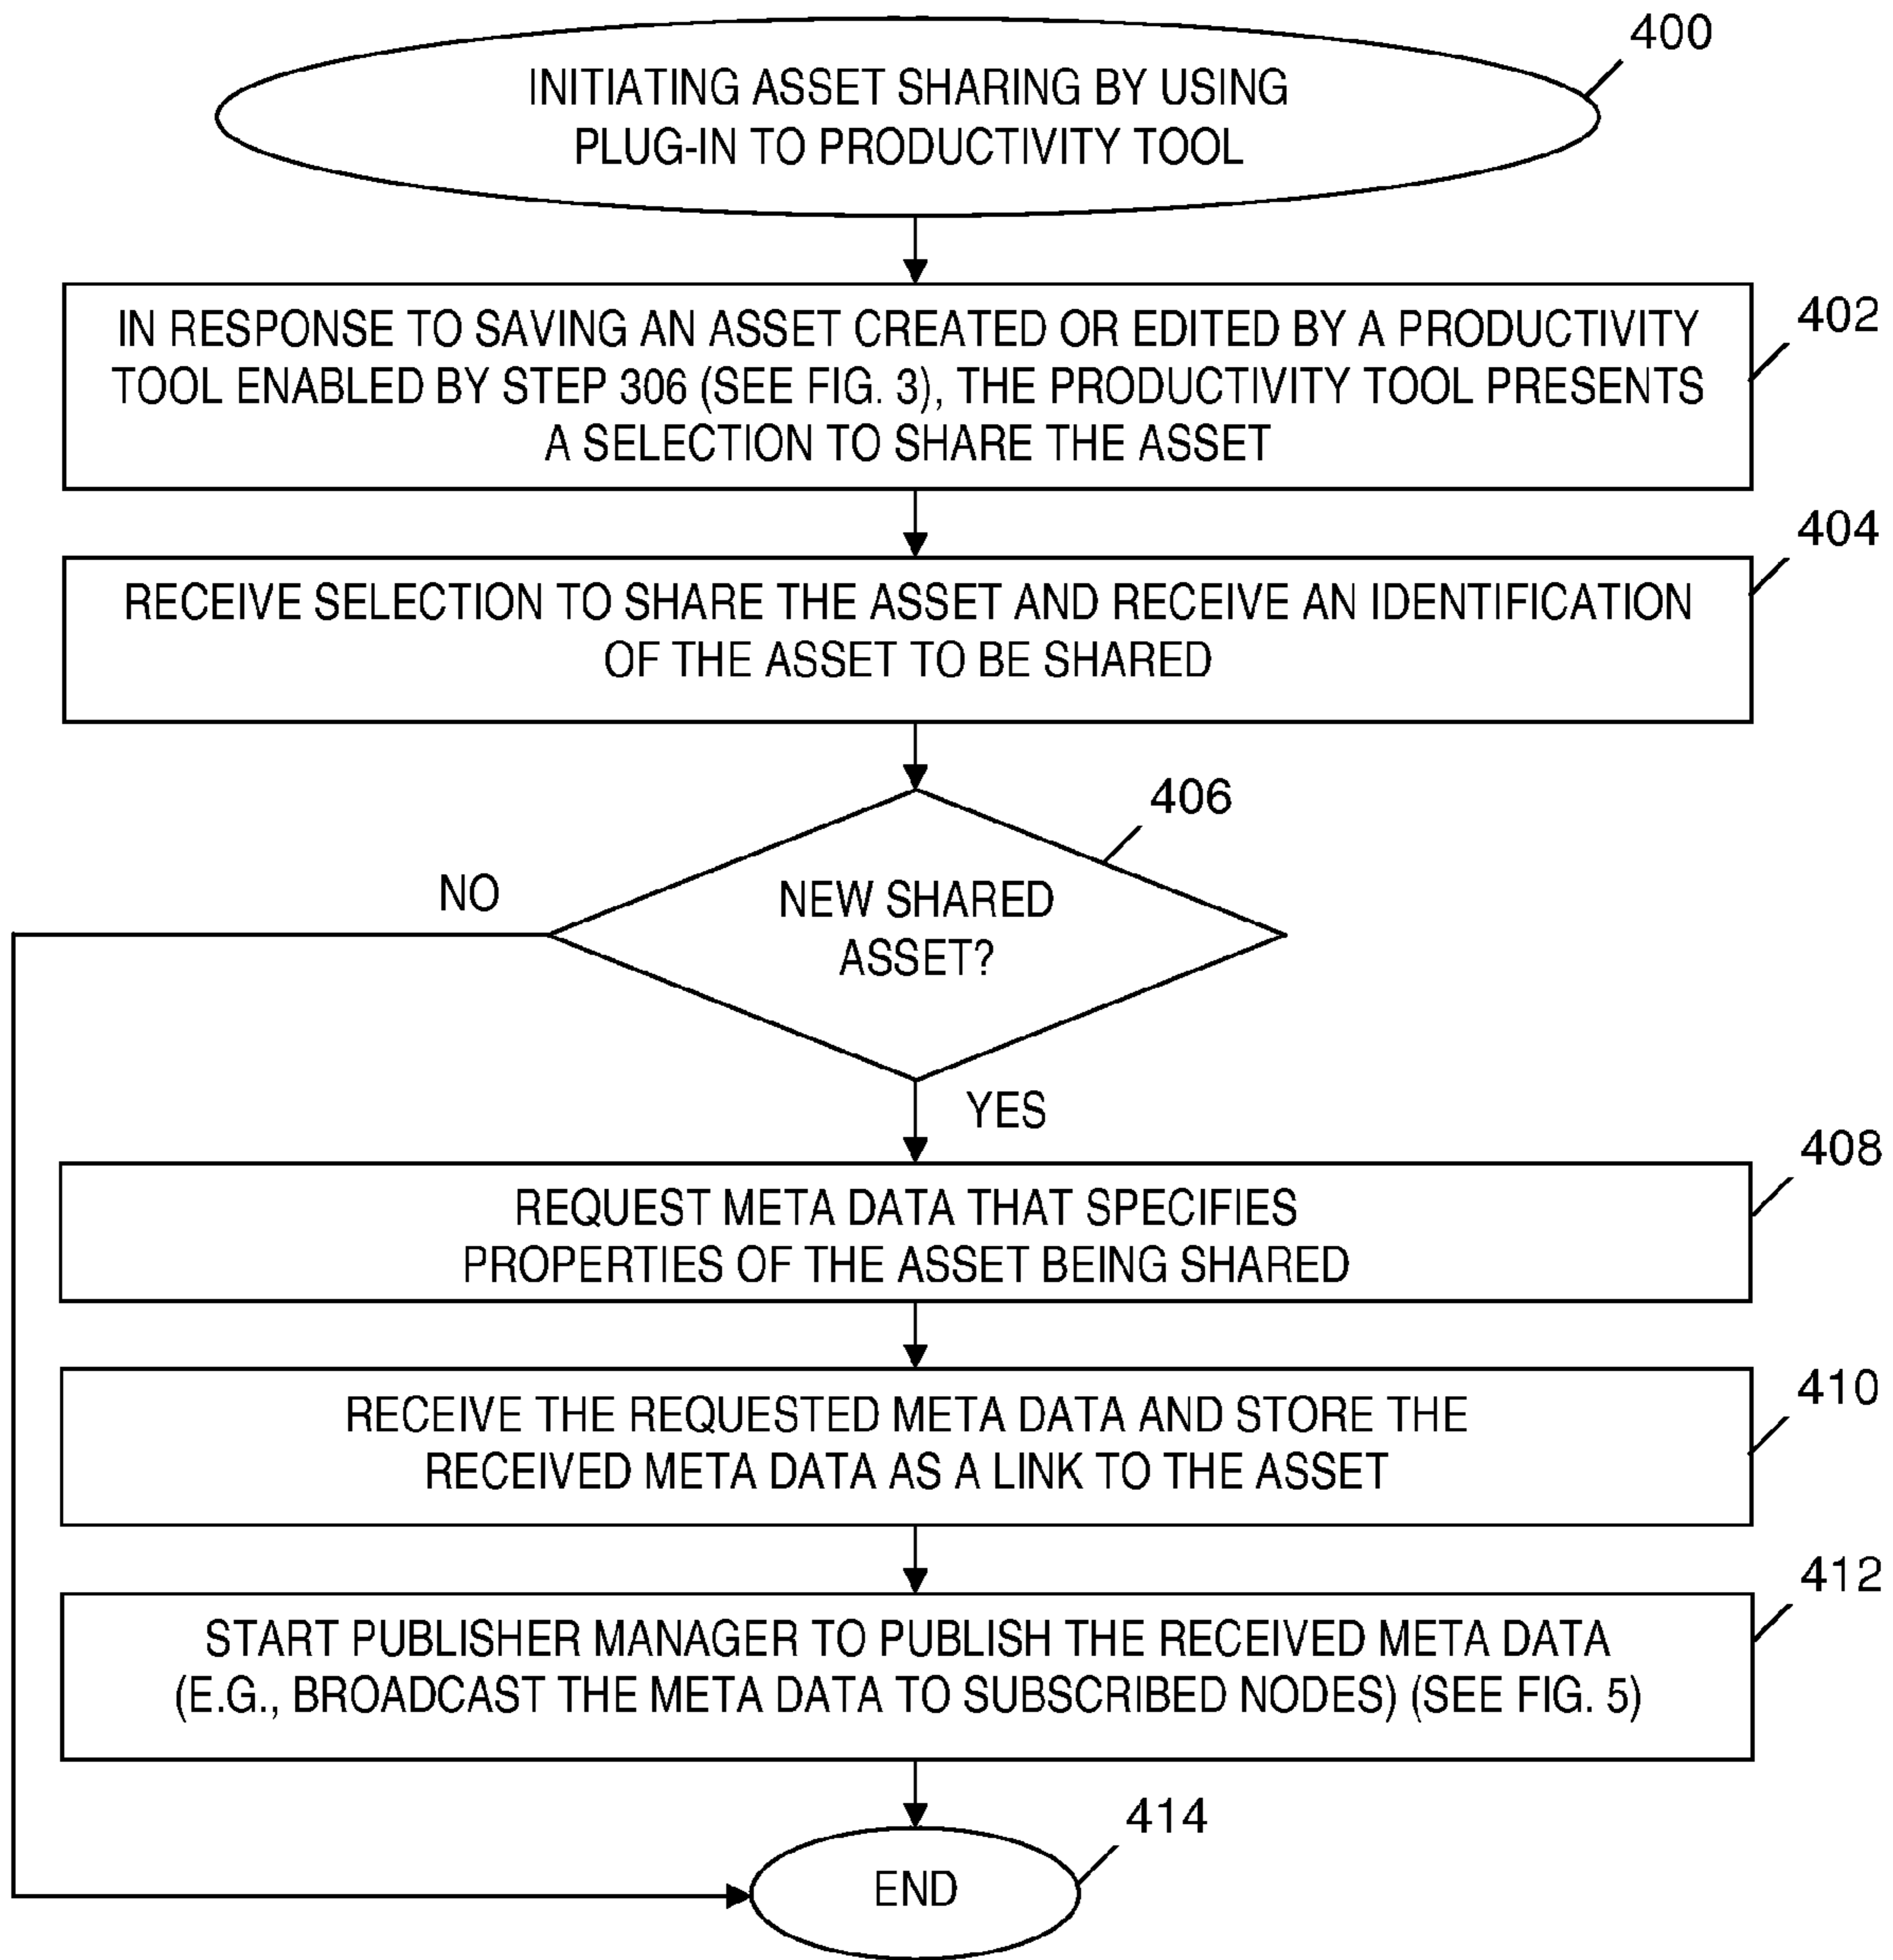 400
INITIATING ASSET SHARING BY USING
PLUG-IN TO PRODUCTIVITY TOOL
402
IN RESPONSE TO SAVING AN ASSET CREATED OR EDITED BY A PRODUCTIVITY
TOOL ENABLED BY STEP 306 (SEE FIG. 3), THE PRODUCTIVITY TOOL PRESENTS
A SELECTION TO SHARE THE ASSET
404
RECEIVE SELECTION TO SHARE THE ASSET AND RECEIVE AN IDENTIFICATION
OF THE ASSET TO BE SHARED
406
NO
NEW SHARED
ASSET?
YES
408
REQUEST META DATA THAT SPECIFIES
PROPERTIES OF THE ASSET BEING SHARED
410
RECEIVE THE REQUESTED META DATA AND STORE THE
RECEIVED META DATA AS A LINK TO THE ASSET
412
START PUBLISHER MANAGER TO PUBLISH THE RECEIVED META DATA
(E.G., BROADCAST THE META DATA TO SUBSCRIBED NODES) (SEE FIG. 5)
414
END